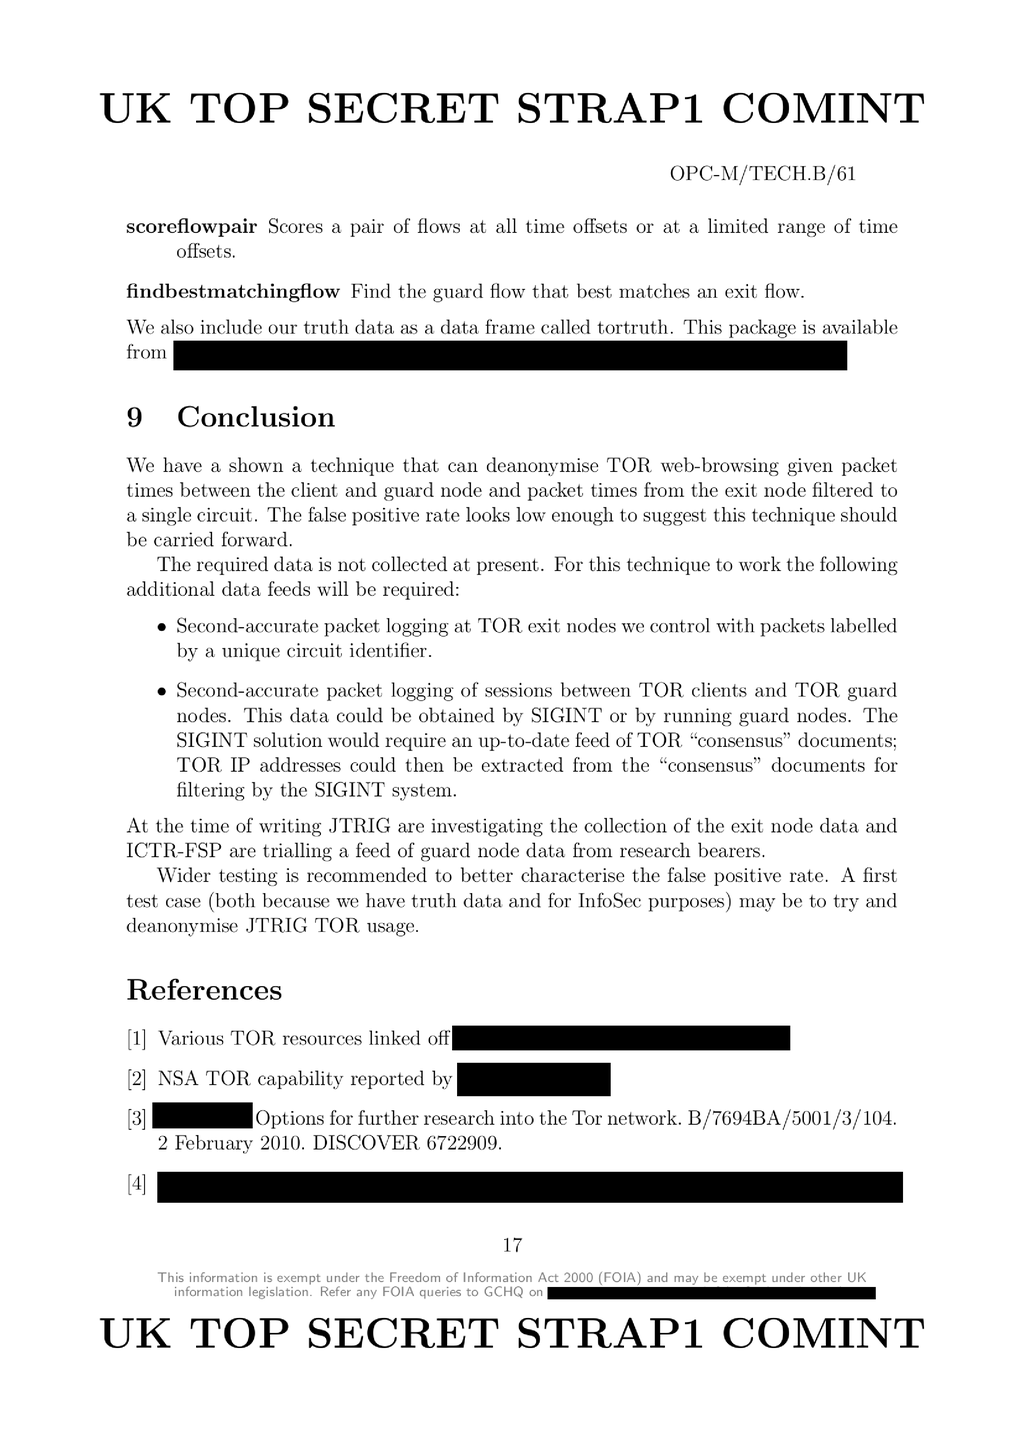 UK TOP SECRET STRAP1 COMINT
OPC-M/TECH.B/61
scoreflowpair Scores a pair of flows at all time offsets or at a limited range of time
offsets.
findbestmatchingflow Find the guard flow that best matches an exit flow.
We also include our truth data as a data frame called tortruth. This package is available
from
9 Conclusion
We have a shown a technique that can deanonymise TOR web-browsing given packet
times between the client and guard node and packet times from the exit node filtered to
a single circuit. The false positive rate looks low enough to suggest this technique should
be carried forward.
The required data is not collected at present. For this technique to work the following
additional data feeds will be required:
• Second-accurate packet logging at TOR exit nodes we control with packets labelled
by a unique circuit identifier.
• Second-accurate packet logging of sessions between TOR clients and TOR guard
nodes. This data could be obtained by SIGINT or by running guard nodes. The
SIGINT solution would require an up-to-date feed of TOR “consensus” documents;
TOR IP addresses could then be extracted from the “consensus” documents for
filtering by the SIGINT system.
At the time of writing JTRIG are investigating the collection of the exit node data and
ICTR-FSP are trialling a feed of guard node data from research bearers.
Wider testing is recommended to better characterise the false positive rate. A first
test case (both because we have truth data and for InfoSec purposes) may be to try and
deanonymise JTRIG TOR usage.
References
[1] Various TOR resources linked off
[2] NSA TOR capability reported by
[3] Options for further research into the Tor network. B/7694BA/5001/3/104.
2 February 2010. DISCOVER 6722909.
[4]
17
This information is exempt under the Freedom of Information Act 2000 (FOIA) and may be exempt under other UK
information legislation. Refer any FOIA queries to GCHQ on
UK TOP SECRET STRAP1 COMINT